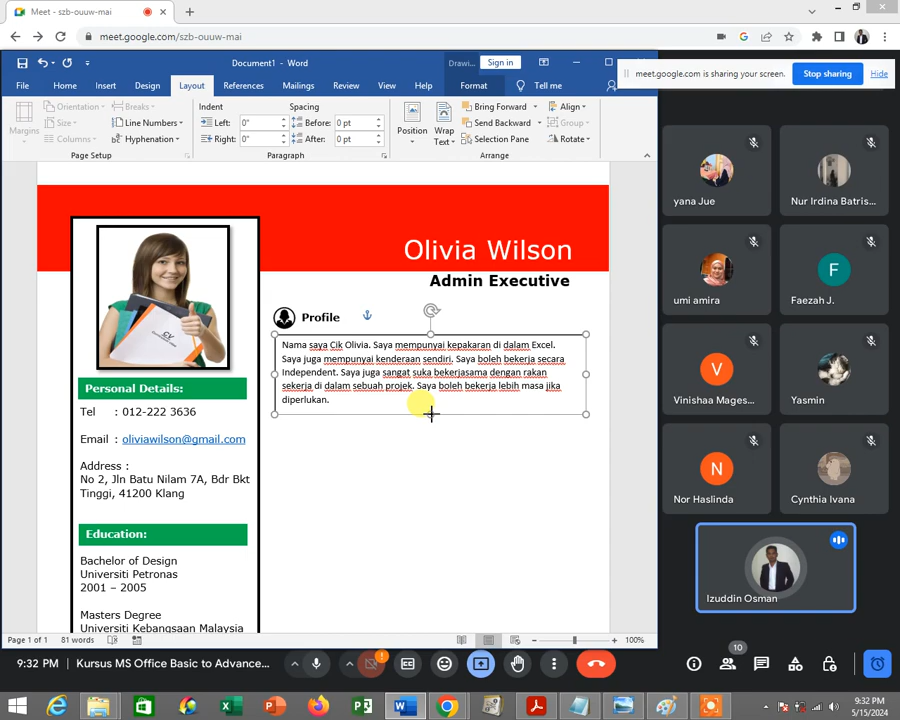 Meet - szb-ouuw-mai
meet.google.com/szb-ouuw-mai
Document1 - Word
Drawi...
Sign in
meet.google.com is sharing your screen.
Stop sharing
Hide
File
Home
Insert
Design
Layout
References
Mailings
Review
View
Help
Format
Tell me
Margins
Orientation
Size
Columns
Breaks
Line Numbers
Hyphenation
Page Setup
Indent
Left: 0"
Right: 0"
Spacing
Before: 0 pt
After: 0 pt
Paragraph
Position
Wrap Text
Bring Forward
Send Backward
Selection Pane
Align
Group
Rotate
Arrange
Olivia Wilson
Admin Executive
CV
Personal Details:
Tel : 012-222 3636
Email : oliviawilson@gmail.com
Address :
No 2, Jln Batu Nilam 7A, Bdr Bkt
Tinggi, 41200 Klang
Education:
Bachelor of Design
Universiti Petronas
2001 – 2005
Masters Degree
Universiti Kebangsaan Malaysia
Profile
Nama saya Cik Olivia. Saya mempunyai kepakaran di dalam Excel.
Saya juga mempunyai kenderaan sendiri. Saya boleh bekerja secara
Independent. Saya juga sangat suka bekerjasama dengan rakan
sekerja di dalam sebuah projek. Saya boleh bekerja lebih masa jika
diperlukan.
yana Jue
Nur Irdina Batris...
umi amira
F
Faezah J.
V
Vinishaa Mages...
Yasmin
N
Nor Haslinda
Cynthia Ivana
Izuddin Osman
Page 1 of 1
81 words
100%
9:32 PM
Kursus MS Office Basic to Advance...
10
9:32 PM
5/15/2024